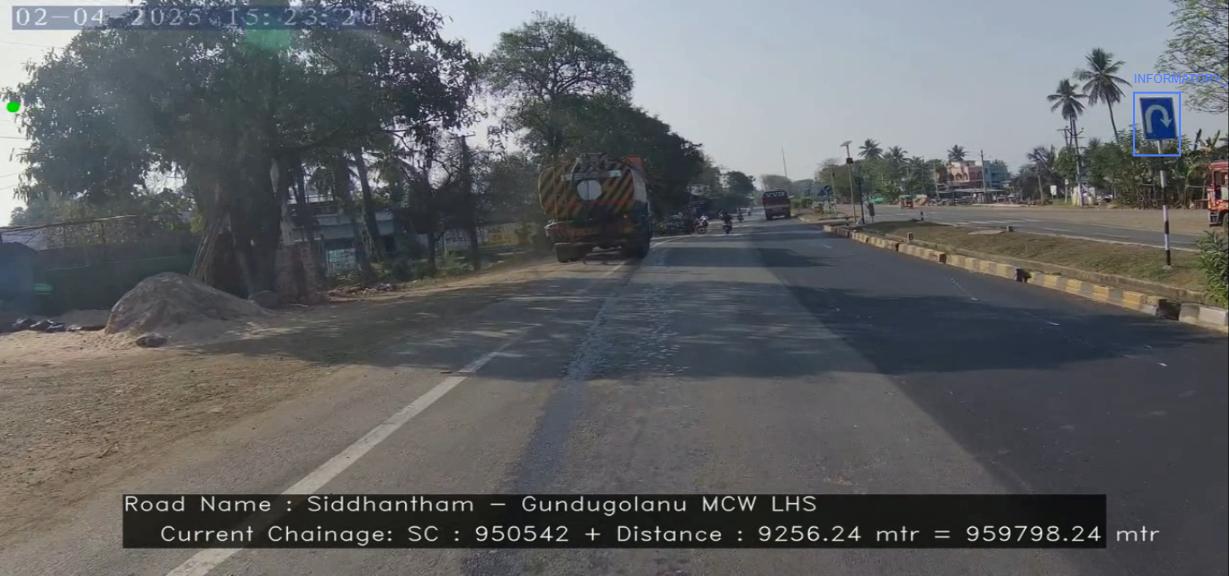 02-04 2025 15:23:20
INFORMATORY
Road Name : Siddhantham - Gundugolanu MCW LHS
Current Chainage: SC : 950542 + Distance : 9256.24 mtr = 959798.24 mtr